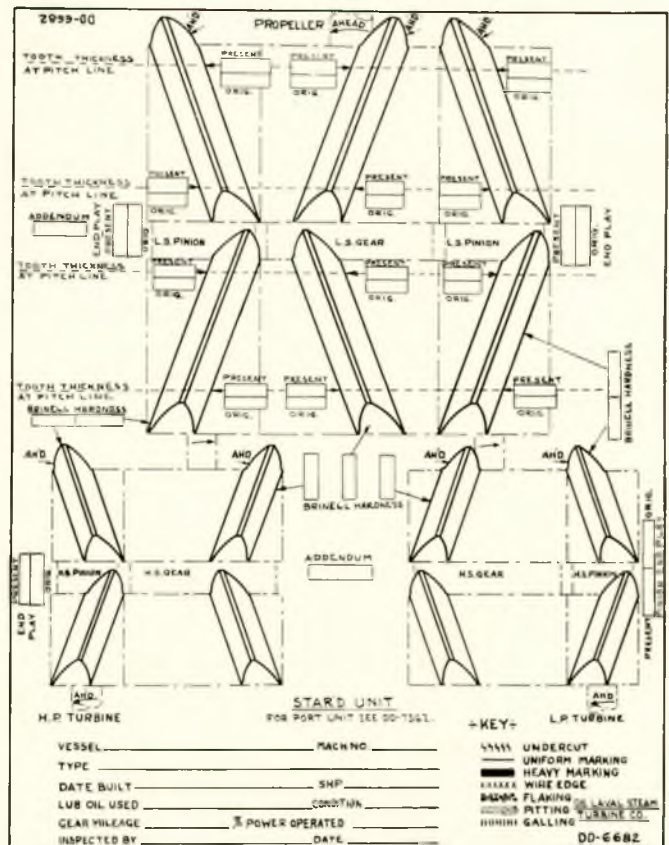 PROPELLER AHEAD
AHD.
AHD.
AHD.
TOOTH THICKNESS
AT PITCH LINE
PRESENT
ORIG.
PRESENT
ORIG.
PRESENT
ORIG.
TOOTH THICKNESS
AT PITCH LINE
PRESENT
ORIG.
PRESENT
ORIG.
PRESENT
ORIG.
ADDENDUM
END PLAY
PRESENT
ORIG.
L.S. PINION
L.S. GEAR
L.S. PINION
PRESENT
ORIG.
END PLAY
TOOTH THICKNESS
AT PITCH LINE
PRESENT
ORIG.
PRESENT
ORIG.
PRESENT
ORIG.
TOOTH THICKNESS
AT PITCH LINE
PRESENT
ORIG.
PRESENT
ORIG.
PRESENT
ORIG.
BRINELL HARDNESS
BRINELL HARDNESS
AHD.
AHD.
AHD.
AHD.
BRINELL HARDNESS
ADDENDUM
PRESENT
ORIG.
END PLAY
H.S. PINION
H.S. GEAR
H.S. GEAR
H.S. PINION
ORIG.
PRESENT
AHD.
H.P. TURBINE
AHD
L.P. TURBINE
STAR'D UNIT
FOR PORT UNIT SEE DD-7362.
VESSEL MACH NO.
TYPE
DATE BUILT SHP
LUB OIL USED CONDITION
GEAR MILEAGE % POWER OPERATED
INSPECTED BY DATE
KEY
UNDERCUT
UNIFORM MARKING
HEAVY MARKING
WIRE EDGE
FLAKING
PITTING
GALLING
DE LAVAL STEAM
TURBINE CO.
DD-6682